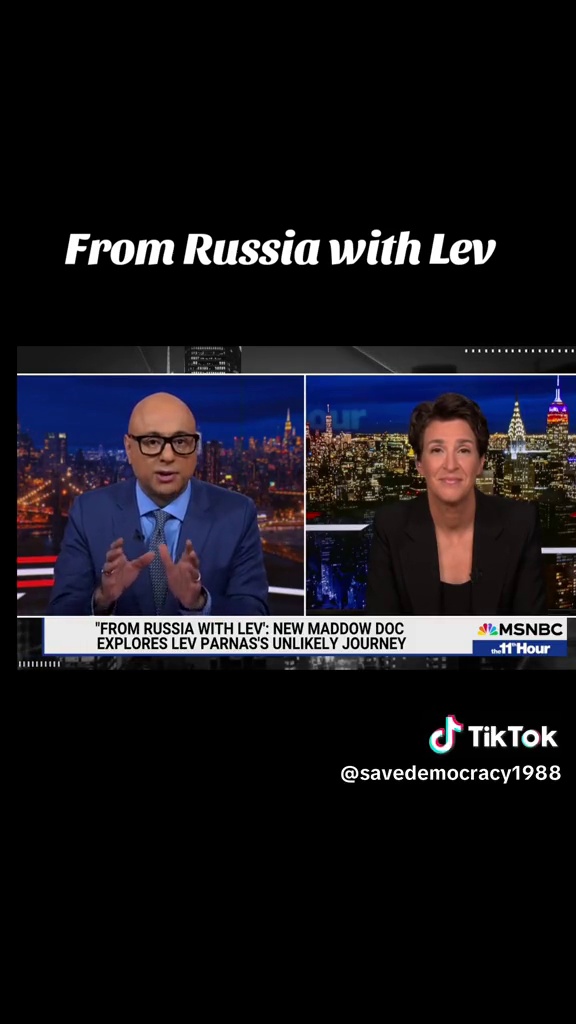 From Russia with Lev
our
"FROM RUSSIA WITH LEV': NEW MADDOW DOC
EXPLORES LEV PARNAS'S UNLIKELY JOURNEY
MSNBC
the 11th Hour
TikTok
@savedemocracy1988